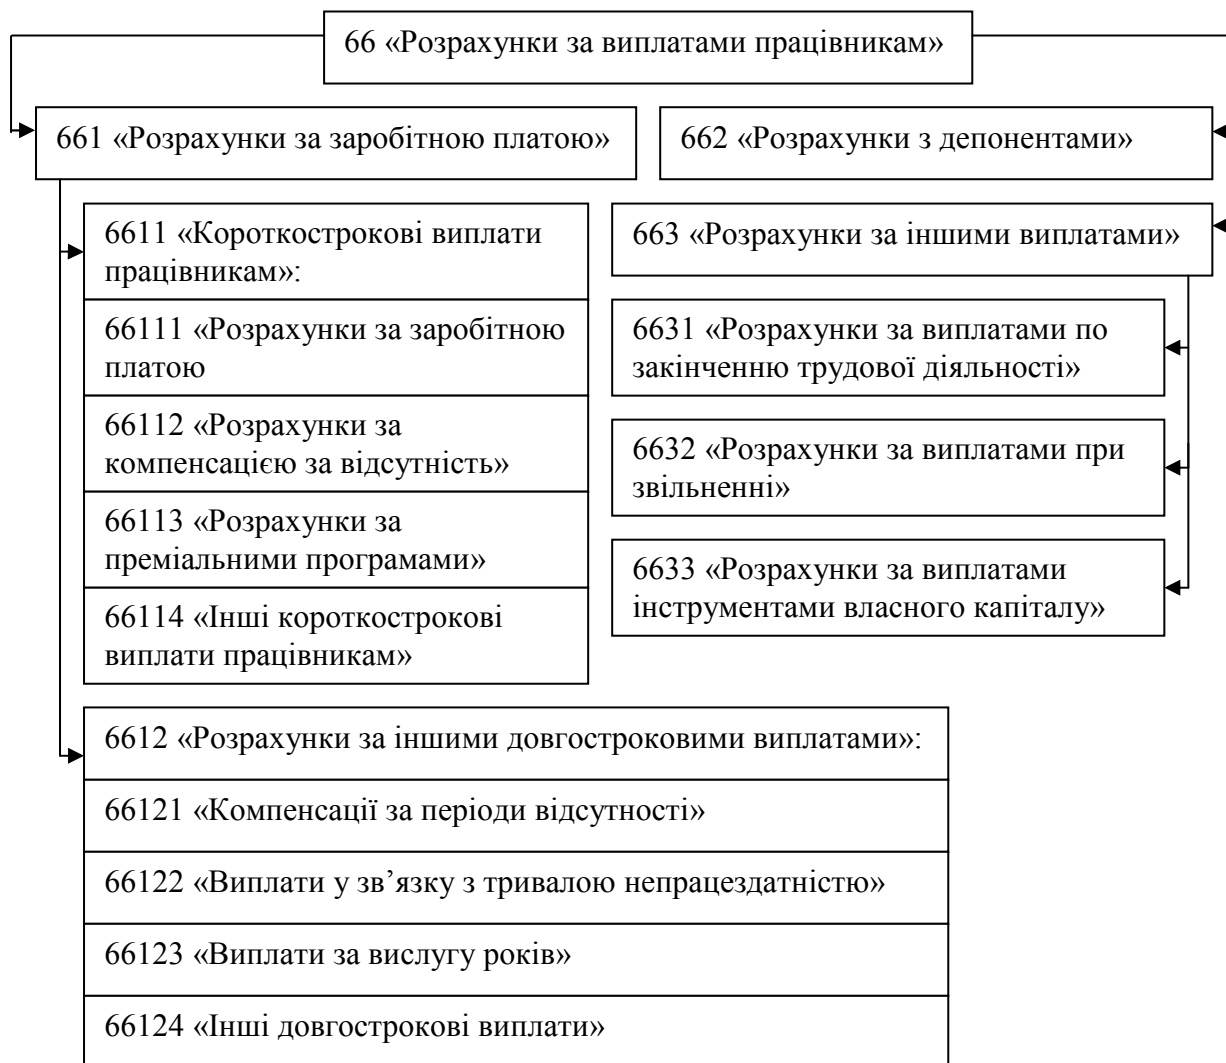 66 «Розрахунки за виплатами працівникам»
661 «Розрахунки за заробітною платою»
662 «Розрахунки з депонентами»
6611 «Короткострокові виплати
працівникам»:
66111 «Розрахунки за заробітною
платою
66112 «Розрахунки за
компенсацією за відсутність»
66113 «Розрахунки за
преміальними програмами»
66114 «Інші короткострокові
виплати працівникам»
663 «Розрахунки за іншими виплатами»
6631 «Розрахунки за виплатами по
закінченню трудової діяльності»
6632 «Розрахунки за виплатами при
звільненні»
6633 «Розрахунки за виплатами
інструментами власного капіталу»
6612 «Розрахунки за іншими довгостроковими виплатами»:
66121 «Компенсації за періоди відсутності»
66122 «Виплати у зв’язку з тривалою непрацездатністю»
66123 «Виплати за вислугу років»
66124 «Інші довгострокові виплати»